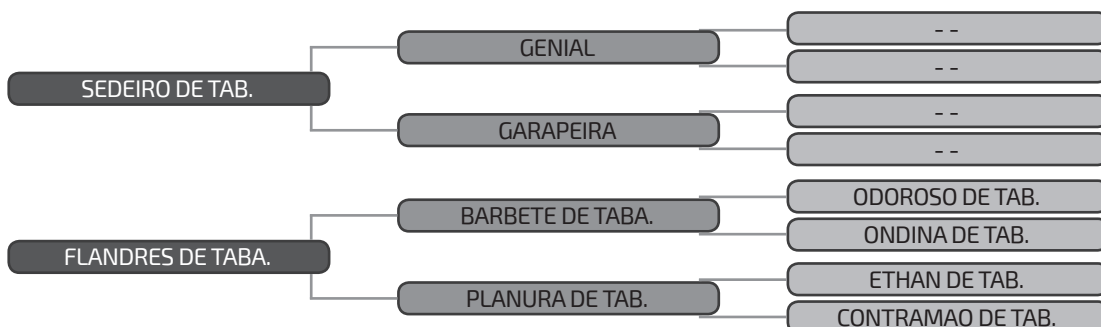 SEDEIRO DE TAB.
GENIAL
- -
- -
GARAPEIRA
- -
- -
FLANDRES DE TABA.
BARBETE DE TABA.
ODOROSO DE TAB.
ONDINA DE TAB.
PLANURA DE TAB.
ETHAN DE TAB.
CONTRAMAO DE TAB.